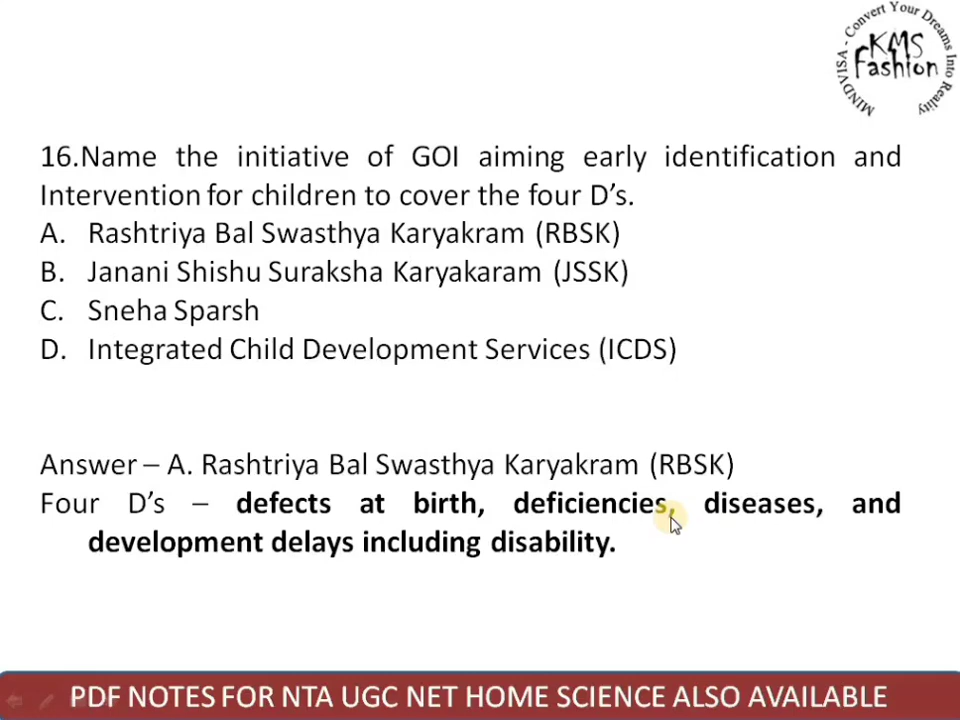 MINDVISA - Convert Your Dreams Into Reality
KMS
Fashion
16.Name the initiative of GOI aiming early identification and
Intervention for children to cover the four D’s.
A. Rashtriya Bal Swasthya Karyakram (RBSK)
B. Janani Shishu Suraksha Karyakaram (JSSK)
C. Sneha Sparsh
D. Integrated Child Development Services (ICDS)
Answer – A. Rashtriya Bal Swasthya Karyakram (RBSK)
Four D’s – defects at birth, deficiencies, diseases, and
development delays including disability.
PDF NOTES FOR NTA UGC NET HOME SCIENCE ALSO AVAILABLE